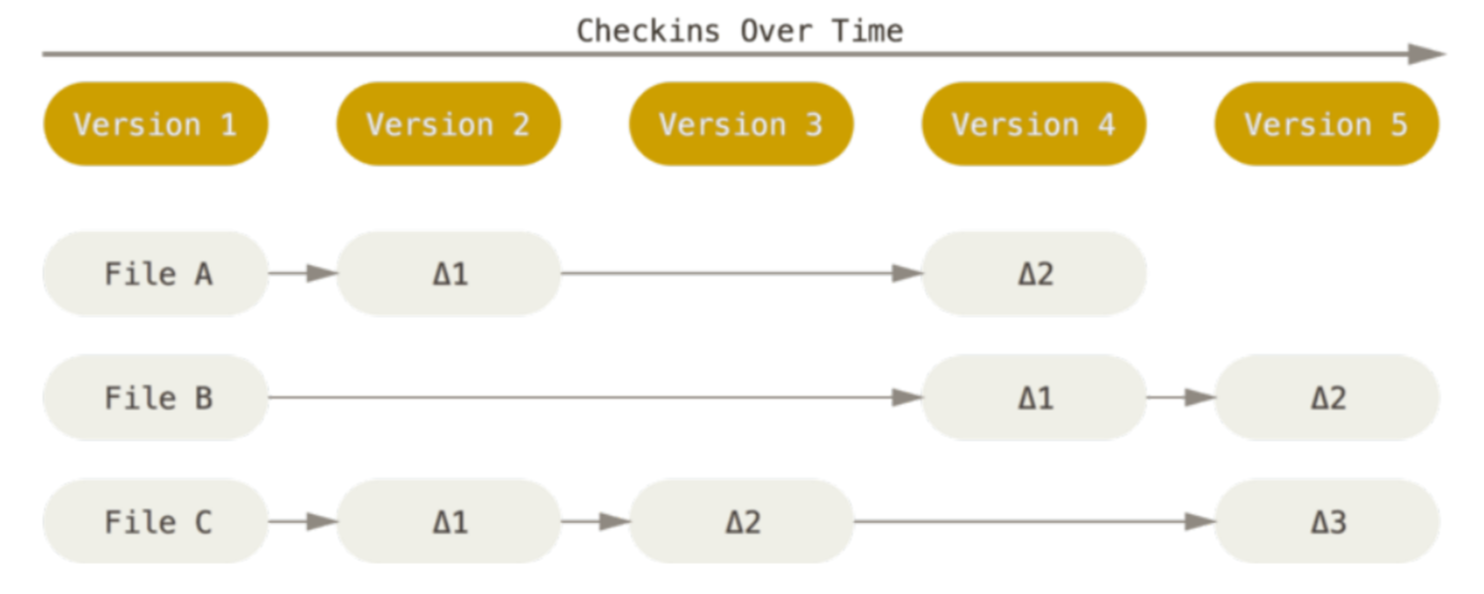 Checkins Over Time
Version 1 Version 2 Version 3 Version 4 Version 5
File A Δ1 Δ2
File B Δ1 Δ2
File C Δ1 Δ2 Δ3